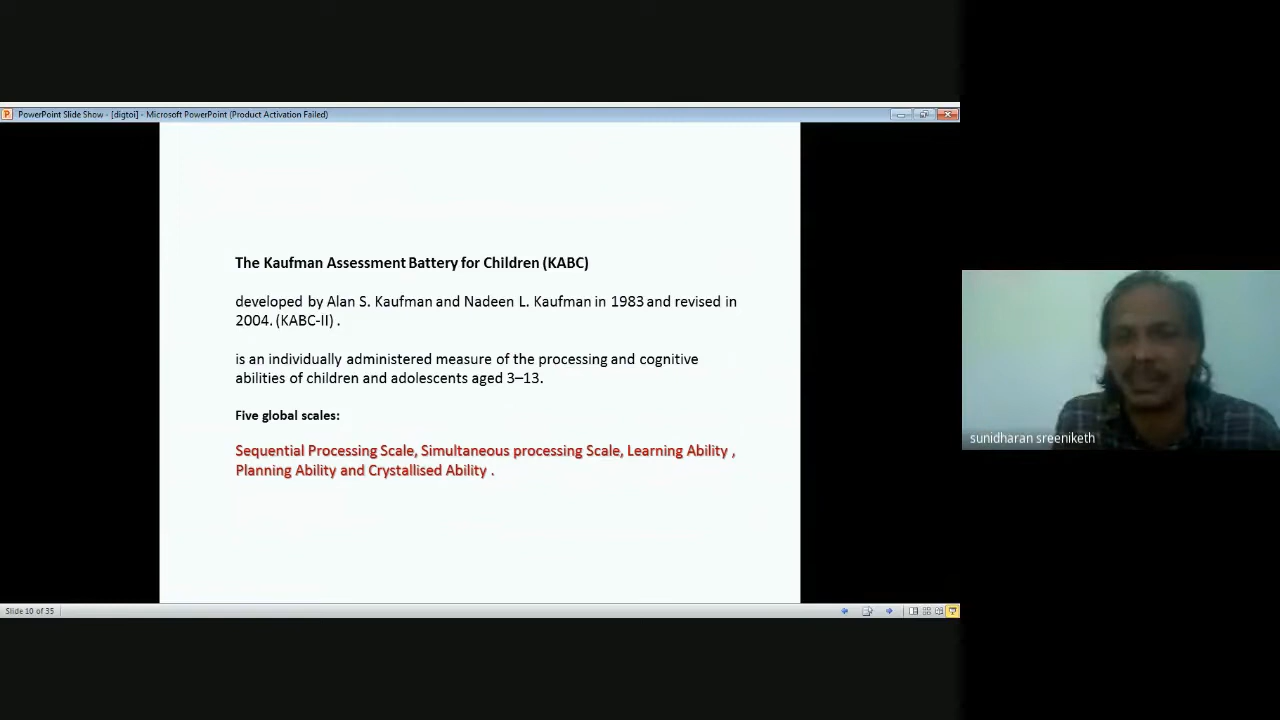 PowerPoint Slide Show - [digtoi] - Microsoft PowerPoint (Product Activation Failed)
The Kaufman Assessment Battery for Children (KABC)
developed by Alan S. Kaufman and Nadeen L. Kaufman in 1983 and revised in
2004. (KABC-II) .
is an individually administered measure of the processing and cognitive
abilities of children and adolescents aged 3–13.
Five global scales:
Sequential Processing Scale, Simultaneous processing Scale, Learning Ability ,
Planning Ability and Crystallised Ability .
sunidharan sreeniketh
Slide 10 of 35